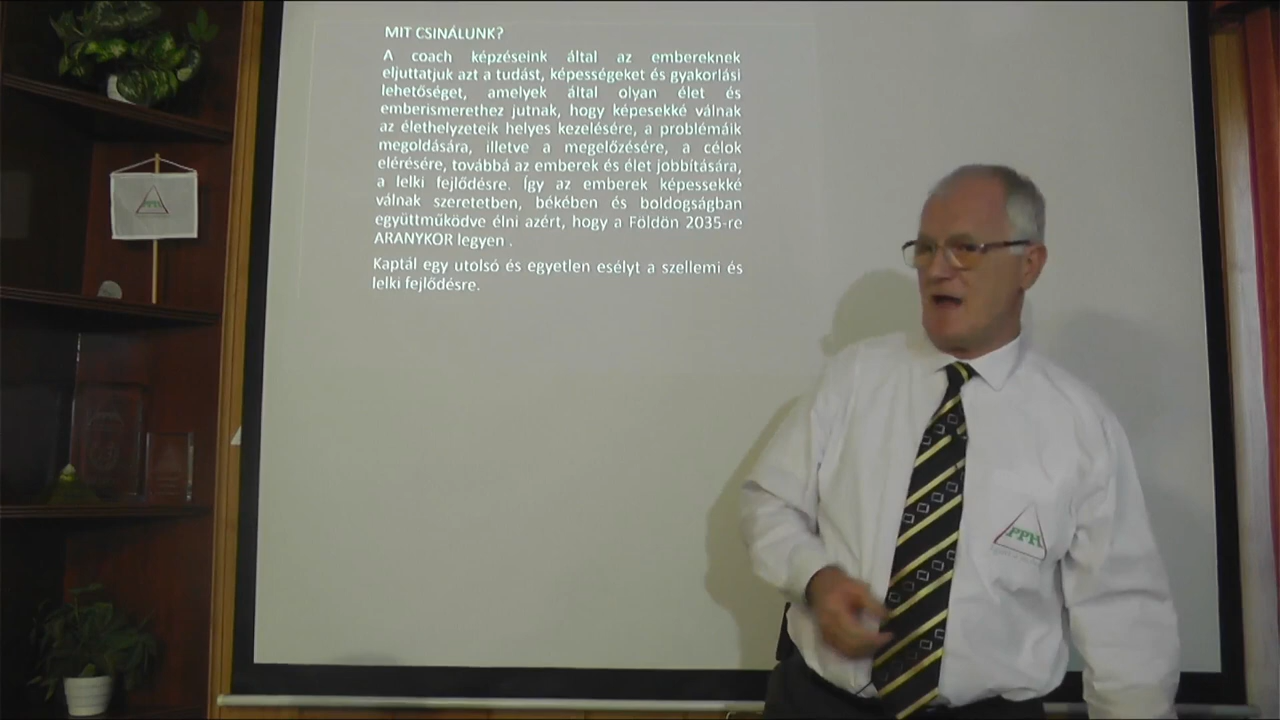 MIT CSINÁLUNK?
A coach képzéseink által az embereknek
eljuttatjuk azt a tudást, képességeket és gyakorlási
lehetőséget, amelyek által olyan élet és
emberismerethez jutnak, hogy képesekké válnak
az élethelyzeteik helyes kezelésére, a problémáik
megoldására, illetve a megelőzésére, a célok
elérésére, továbbá az emberek és élet jobbítására,
a lelki fejlődésre. Így az emberek képessekké
válnak szeretetben, békében és boldogságban
együttműködve élni azért, hogy a Földön 2035-re
ARANYKOR legyen .
Kaptál egy utolsó és egyetlen esélyt a szellemi és
lelki fejlődésre.
PPH
PPH